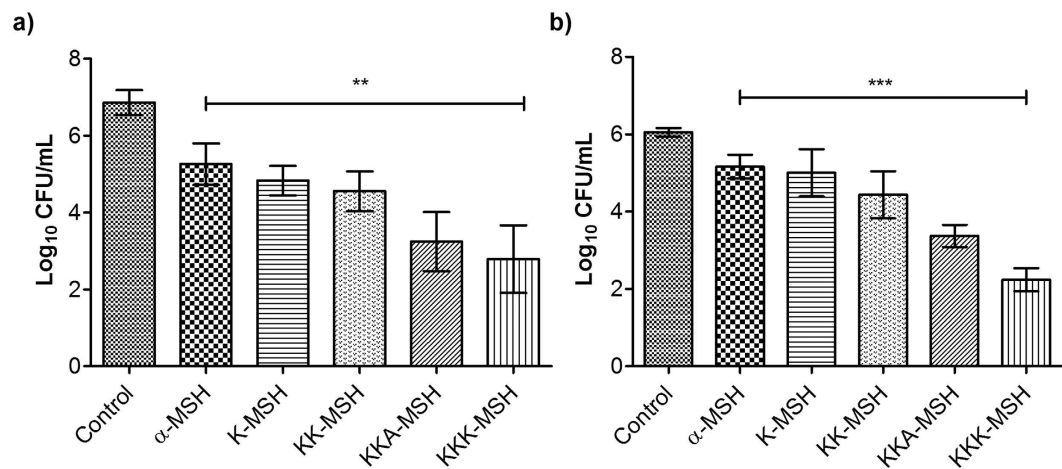 a)
Log₁₀ CFU/mL
8
6
4
2
0
**
Control
α-MSH
K-MSH
KK-MSH
KKA-MSH
KKK-MSH
b)
Log₁₀ CFU/mL
8
6
4
2
0
***
Control
α-MSH
K-MSH
KK-MSH
KKA-MSH
KKK-MSH